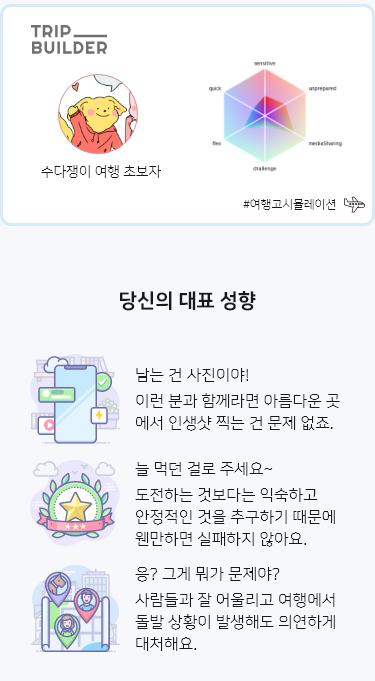 TRIP
BUILDER
sensitive
quick
unprepared
flex
mediaSharing
challenge
수다쟁이 여행 초보자
#여행고시뮬레이션
당신의 대표 성향
남는 건 사진이야!
이런 분과 함께라면 아름다운 곳
에서 인생샷 찍는 건 문제 없죠.
늘 먹던 걸로 주세요~
도전하는 것보다는 익숙하고
안정적인 것을 추구하기 때문에
웬만하면 실패하지 않아요.
응? 그게 뭐가 문제야?
사람들과 잘 어울리고 여행에서
돌발 상황이 발생해도 의연하게
대처해요.